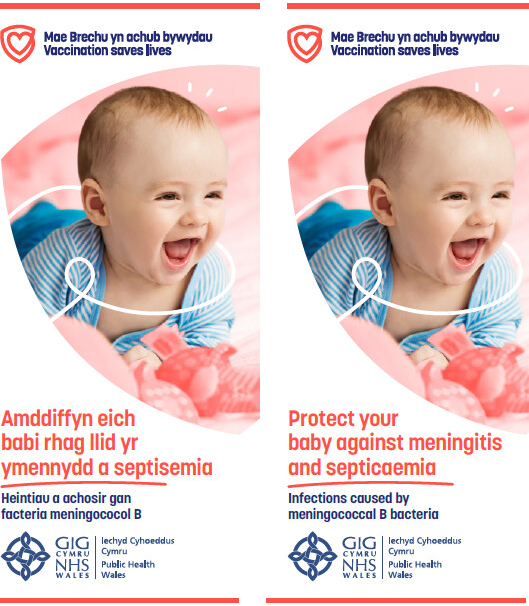 Mae Brechu yn achub bywydau
Vaccination saves lives
Amddiffyn eich
babi rhag llid yr
ymennydd a septisemia
Heintiau a achosir gan
facteria meningococol B
GIG
CYMRU
NHS
WALES
Iechyd Cyhoeddus
Cymru
Public Health
Wales
Mae Brechu yn achub bywydau
Vaccination saves lives
Protect your
baby against meningitis
and septicaemia
Infections caused by
meningococcal B bacteria
GIG
CYMRU
NHS
WALES
Iechyd Cyhoeddus
Cymru
Public Health
Wales